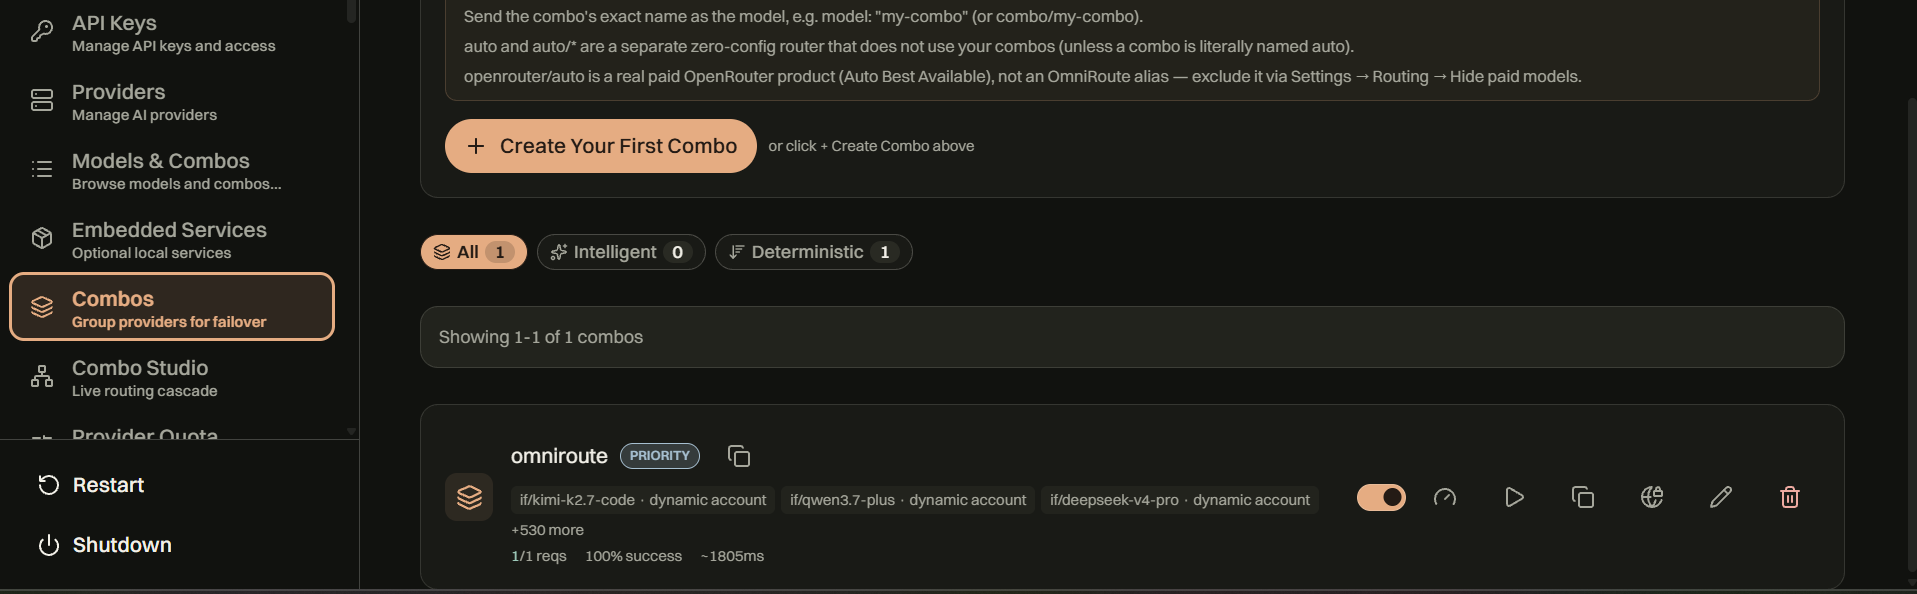 API Keys
Manage API keys and access
Providers
Manage AI providers
Models & Combos
Browse models and combos...
Embedded Services
Optional local services
Combos
Group providers for failover
Combo Studio
Live routing cascade
Provider Quota
Restart
Shutdown
Send the combo's exact name as the model, e.g. model: "my-combo" (or combo/my-combo).
auto and auto/* are a separate zero-config router that does not use your combos (unless a combo is literally named auto).
openrouter/auto is a real paid OpenRouter product (Auto Best Available), not an OmniRoute alias — exclude it via Settings → Routing → Hide paid models.
+ Create Your First Combo or click + Create Combo above
All 1 Intelligent 0 Deterministic 1
Showing 1-1 of 1 combos
omniroute PRIORITY
if/kimi-k2.7-code · dynamic account if/qwen3.7-plus · dynamic account if/deepseek-v4-pro · dynamic account
+530 more
1/1 reqs 100% success ~1805ms